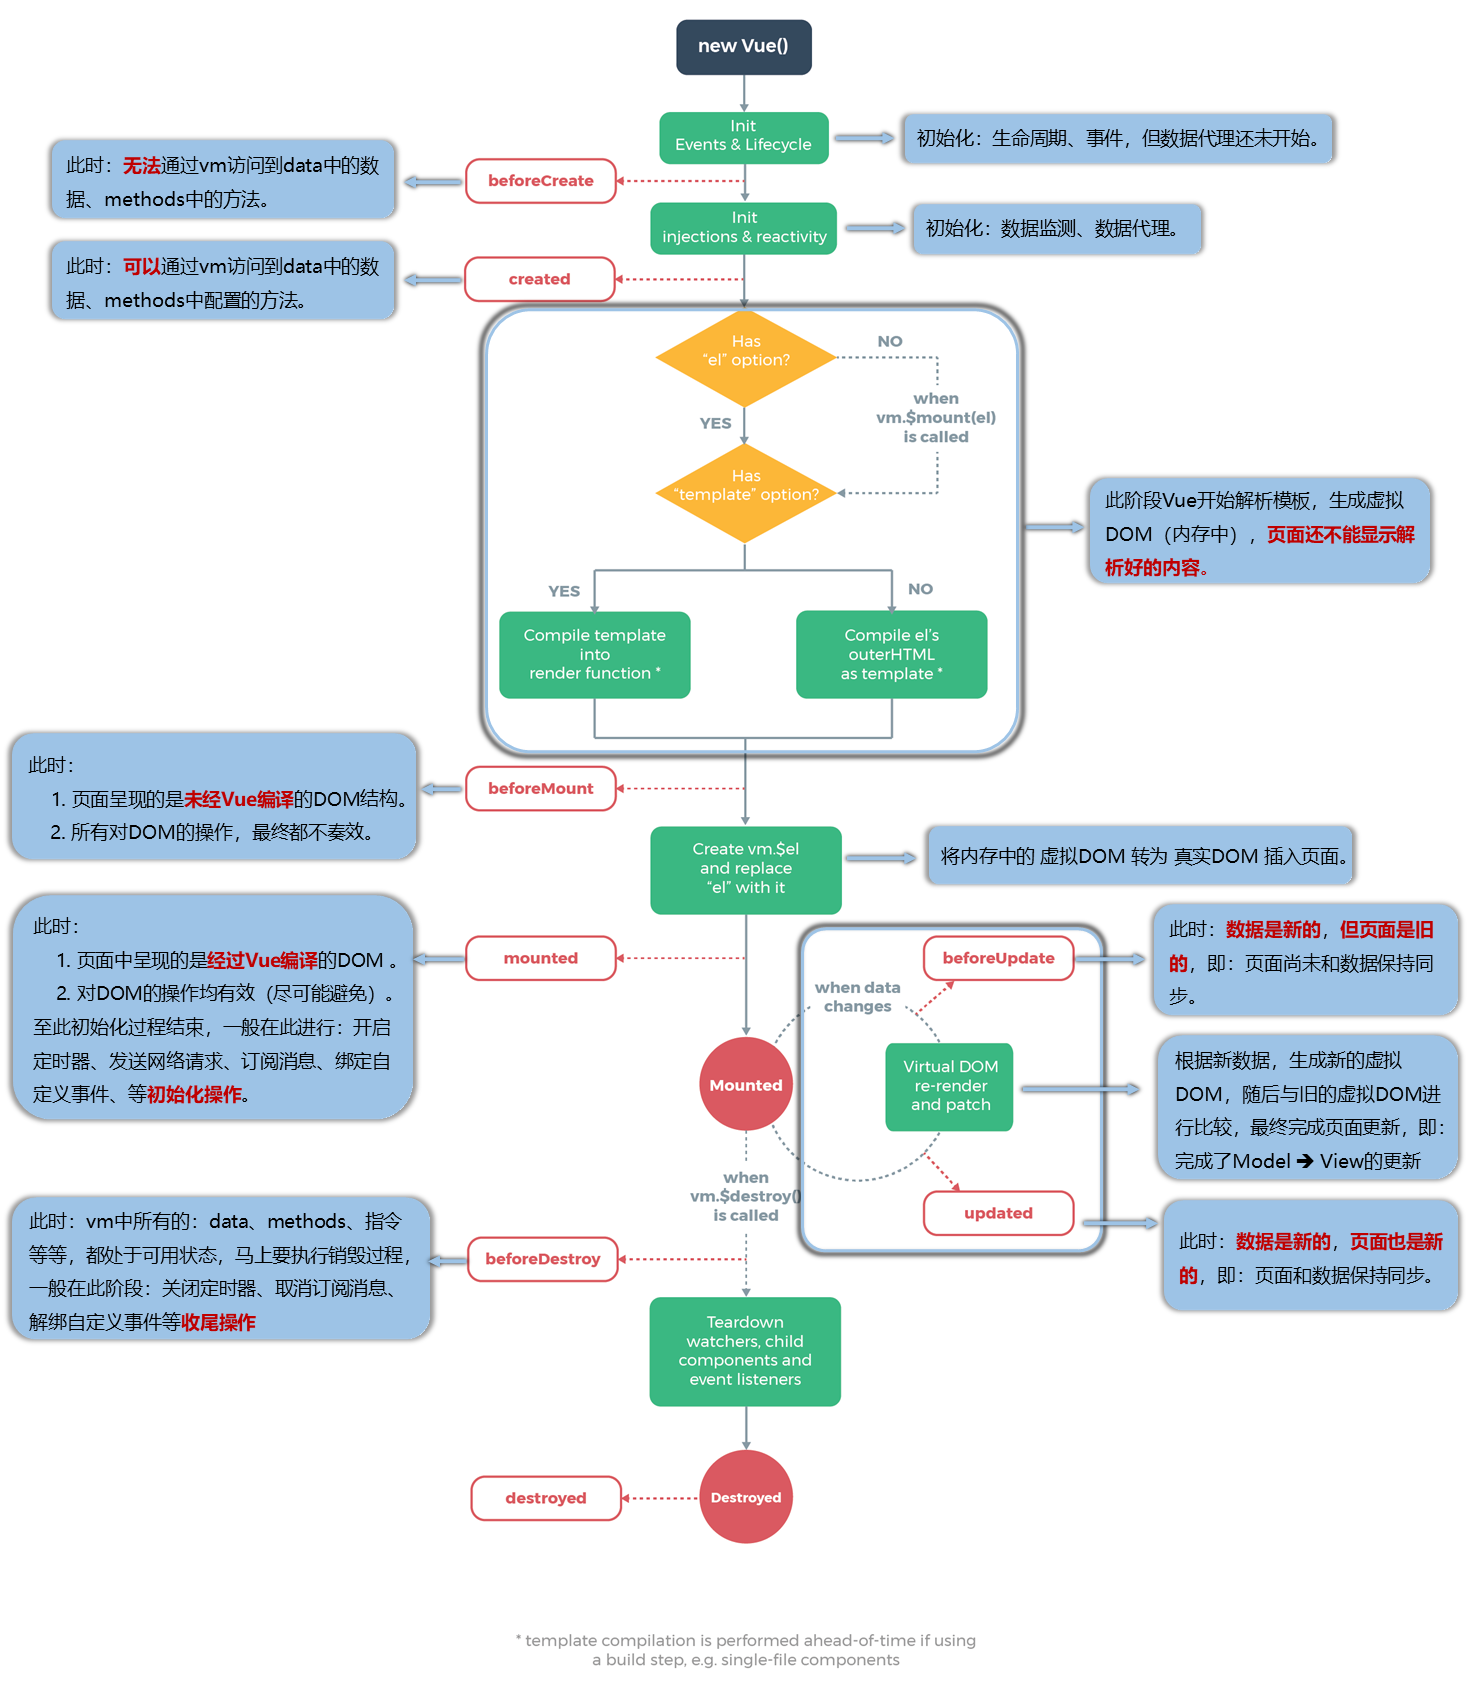 new Vue()
Init
Events & Lifecycle
初始化：生命周期、事件，但数据代理还未开始。
此时：无法通过vm访问到data中的数
据、methods中的方法。
beforeCreate
Init
injections & reactivity
初始化：数据监测、数据代理。
此时：可以通过vm访问到data中的数
据、methods中配置的方法。
created
Has
“el” option?
NO
when
vm.$mount(el)
is called
YES
Has
“template” option?
此阶段Vue开始解析模板，生成虚拟
DOM（内存中），页面还不能显示解
析好的内容。
YES
NO
Compile template
into
render function *
Compile el’s
outerHTML
as template *
此时：
1. 页面呈现的是未经Vue编译的DOM结构。
2. 所有对DOM的操作，最终都不奏效。
beforeMount
Create vm.$el
and replace
“el” with it
将内存中的 虚拟DOM 转为 真实DOM 插入页面。
此时：
1. 页面中呈现的是经过Vue编译的DOM 。
2. 对DOM的操作均有效（尽可能避免）。
至此初始化过程结束，一般在此进行：开启
定时器、发送网络请求、订阅消息、绑定自
定义事件、等初始化操作。
mounted
beforeUpdate
此时：数据是新的，但页面是旧
的，即：页面尚未和数据保持同
步。
when data
changes
Mounted
Virtual DOM
re-render
and patch
根据新数据，生成新的虚拟
DOM，随后与旧的虚拟DOM进
行比较，最终完成页面更新，即：
完成了Model ➔ View的更新
when
vm.$destroy()
is called
updated
此时：数据是新的，页面也是新
的，即：页面和数据保持同步。
此时：vm中所有的：data、methods、指令
等等，都处于可用状态，马上要执行销毁过程，
一般在此阶段：关闭定时器、取消订阅消息、
解绑自定义事件等收尾操作
beforeDestroy
Teardown
watchers, child
components and
event listeners
destroyed
Destroyed
* template compilation is performed ahead-of-time if using
a build step, e.g. single-file components